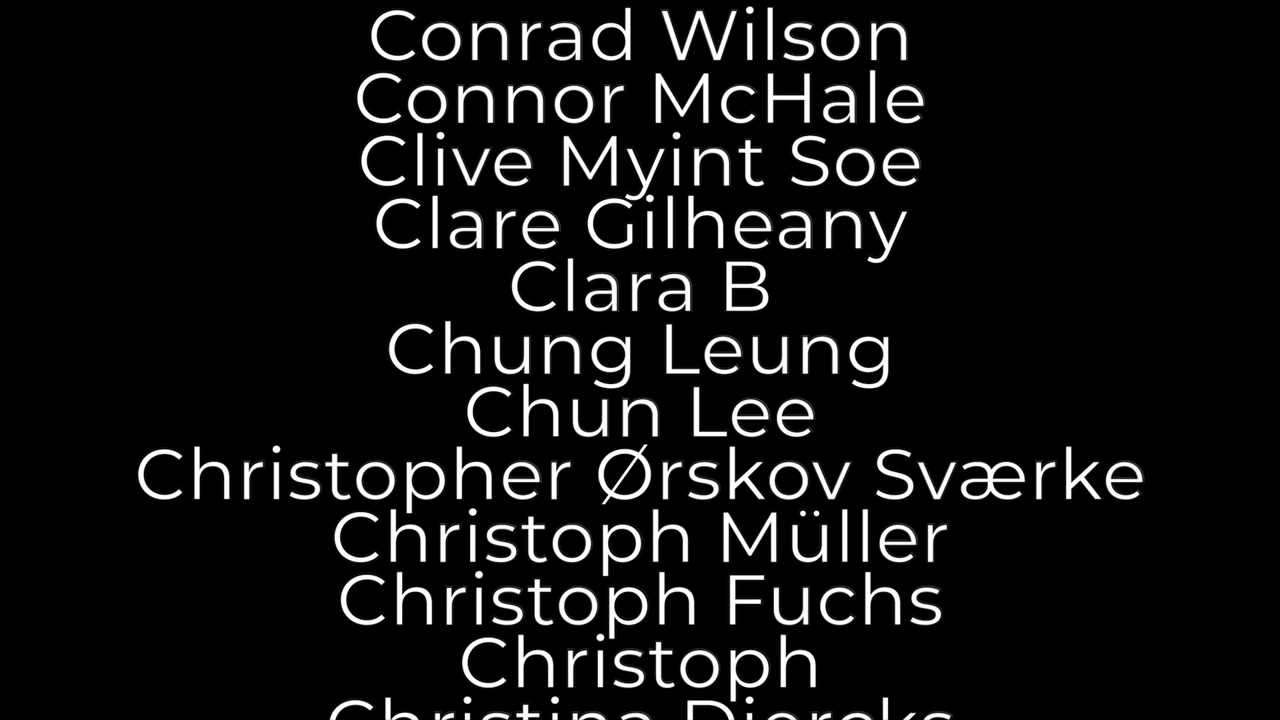 Conrad Wilson
Connor McHale
Clive Myint Soe
Clare Gilheany
Clara B
Chung Leung
Chun Lee
Christopher Ørskov Sværke
Christoph Müller
Christoph Fuchs
Christoph
Christina